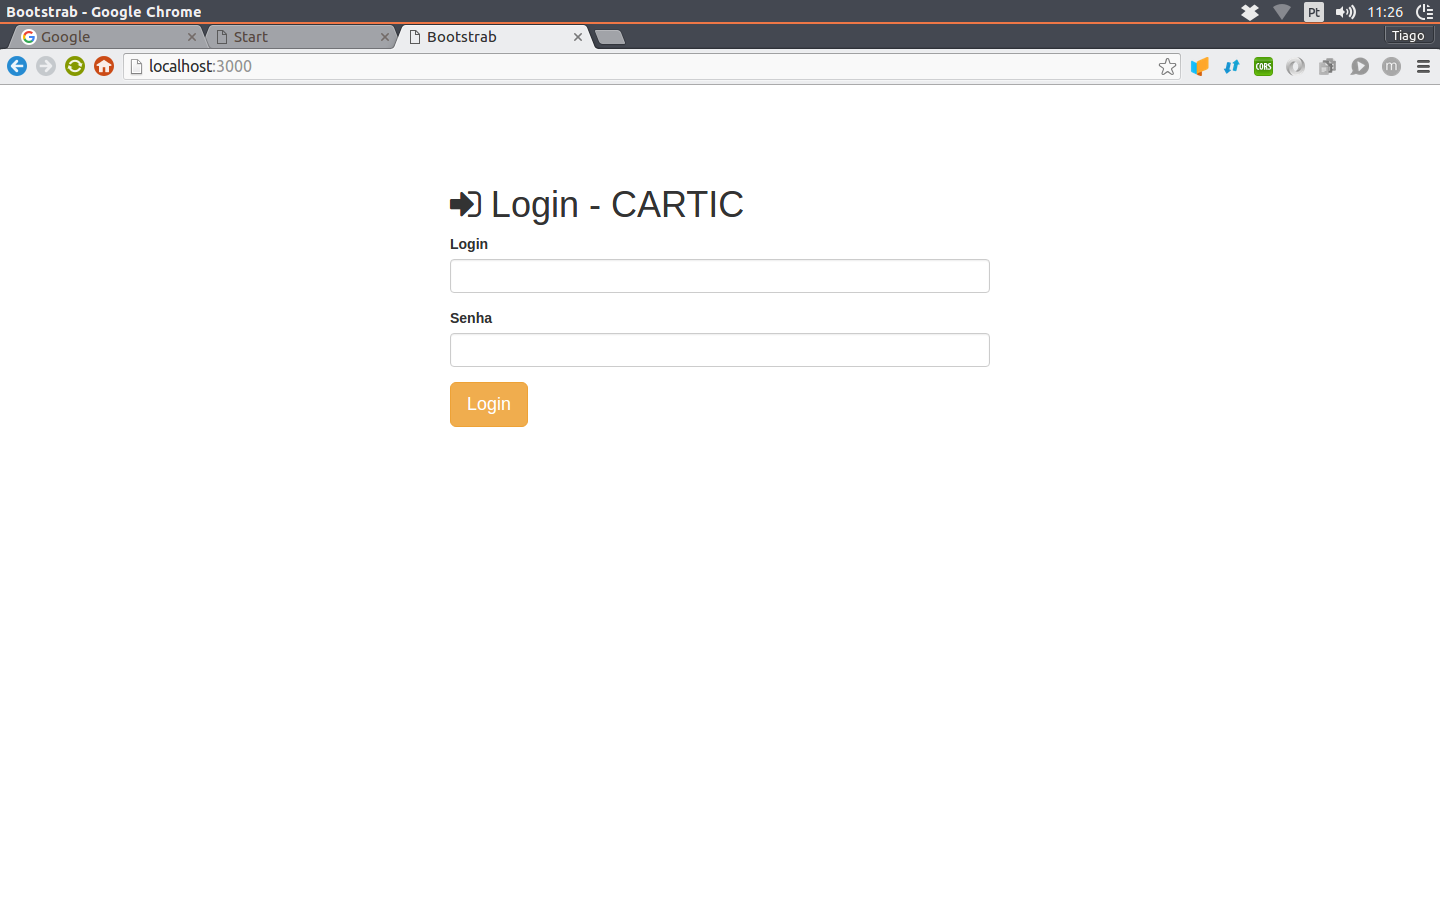 Bootstrab - Google Chrome
Pt
11:26
Google
Start
Bootstrab
Tiago
localhost:3000
CORS
m
Login - CARTIC
Login
Senha
Login